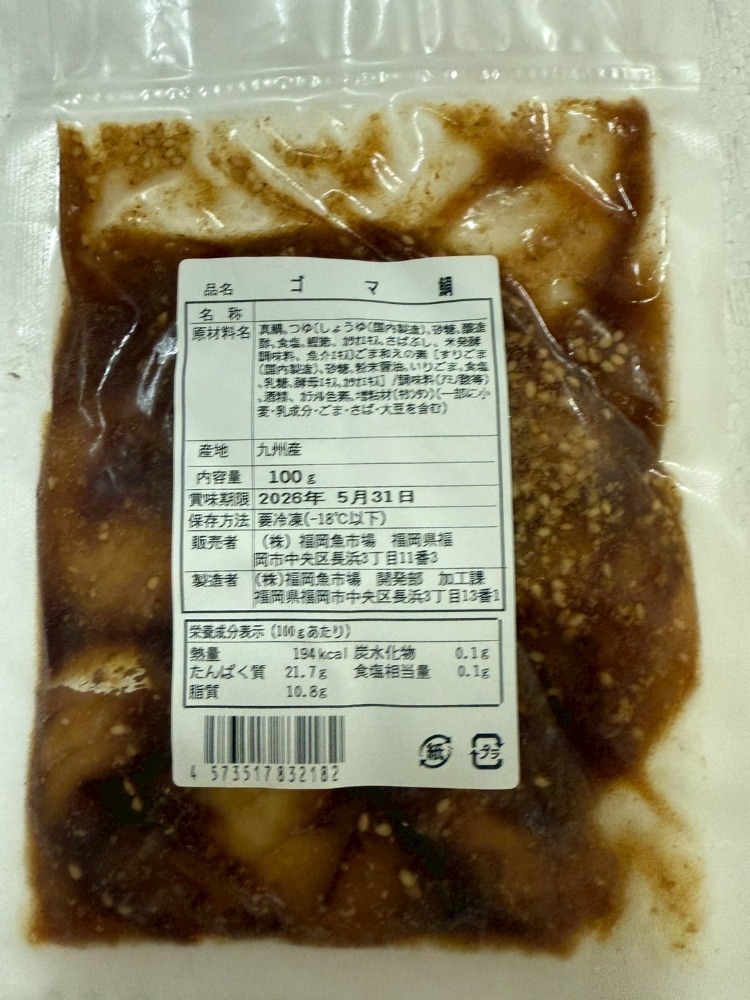 品名 ゴマ鯛
名称
原材料名 真鯛、つゆ〔しょうゆ(国内製造)、砂糖、醸造
酢、食塩、鰹節、カツオエキス、さばぶし、米発酵
調味料、魚介エキス〕ごま和えの素〔すりごま
(国内製造)、砂糖、粉末醤油、いりごま、食塩
、乳糖、酵母エキス、カツオエキス〕/調味料(アミノ酸等)
、酒精、カラメル色素、増粘材(キサンタン)(一部に小
麦・乳成分・ごま・さば・大豆を含む)
産地 九州産
内容量 100g
賞味期限 2026年 5月31日
保存方法 要冷凍(-18℃以下)
販売者 (株)福岡魚市場 福岡県福
岡市中央区長浜3丁目11番3
製造者 (株)福岡魚市場 開発部 加工課
福岡県福岡市中央区長浜3丁目13番1
栄養成分表示(100gあたり)
熱量 194kcal 炭水化物 0.1g
たんぱく質 21.7g 食塩相当量 0.1g
脂質 10.8g
紙 プラ
4 573517 832182